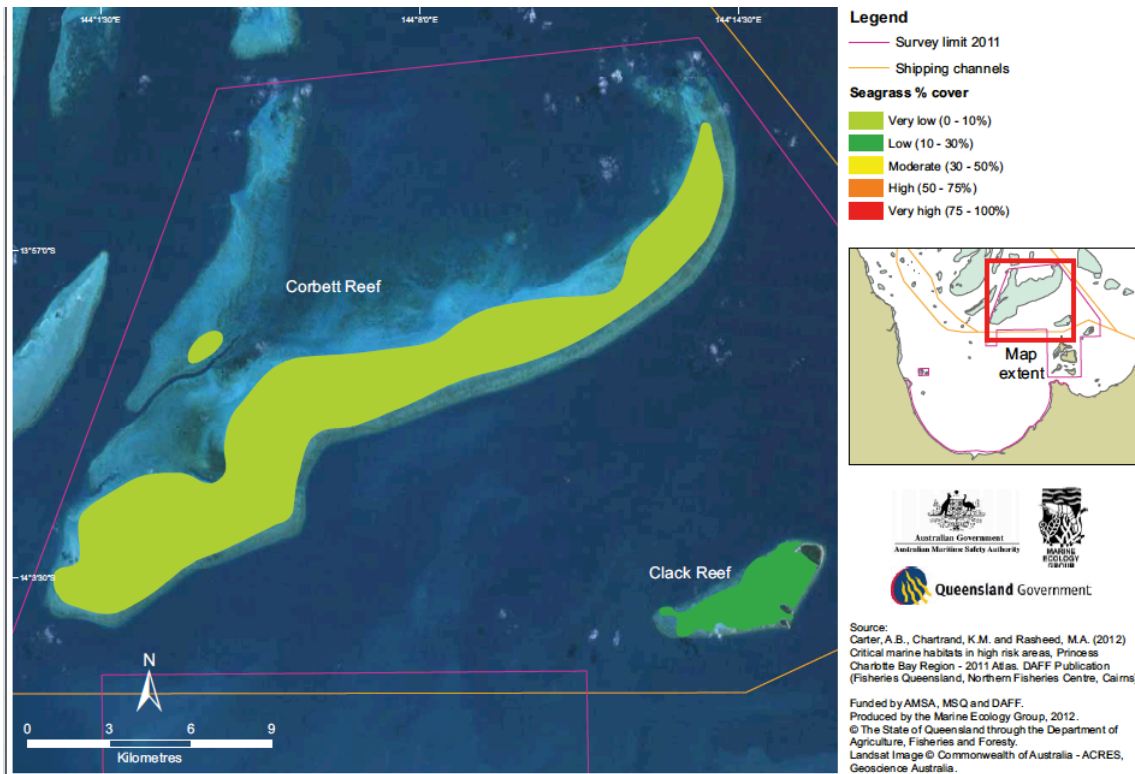 144°1'30"E
144°8'0"E
144°14'30"E
13°57'0"S
14°3'30"S
Corbett Reef
Clack Reef
N
0 3 6 9
Kilometres
Legend
Survey limit 2011
Shipping channels
Seagrass % cover
Very low (0 - 10%)
Low (10 - 30%)
Moderate (30 - 50%)
High (50 - 75%)
Very high (75 - 100%)
Map
extent
Australian Government
Australian Maritime Safety Authority
MARINE
ECOLOGY
GROUP
Queensland Government
Source:
Carter, A.B., Chartrand, K.M. and Rasheed, M.A. (2012)
Critical marine habitats in high risk areas, Princess
Charlotte Bay Region - 2011 Atlas. DAFF Publication
(Fisheries Queensland, Northern Fisheries Centre, Cairns)
Funded by AMSA, MSQ and DAFF.
Produced by the Marine Ecology Group, 2012.
© The State of Queensland through the Department of
Agriculture, Fisheries and Foresty.
Landsat Image © Commonwealth of Australia - ACRES,
Geoscience Australia.